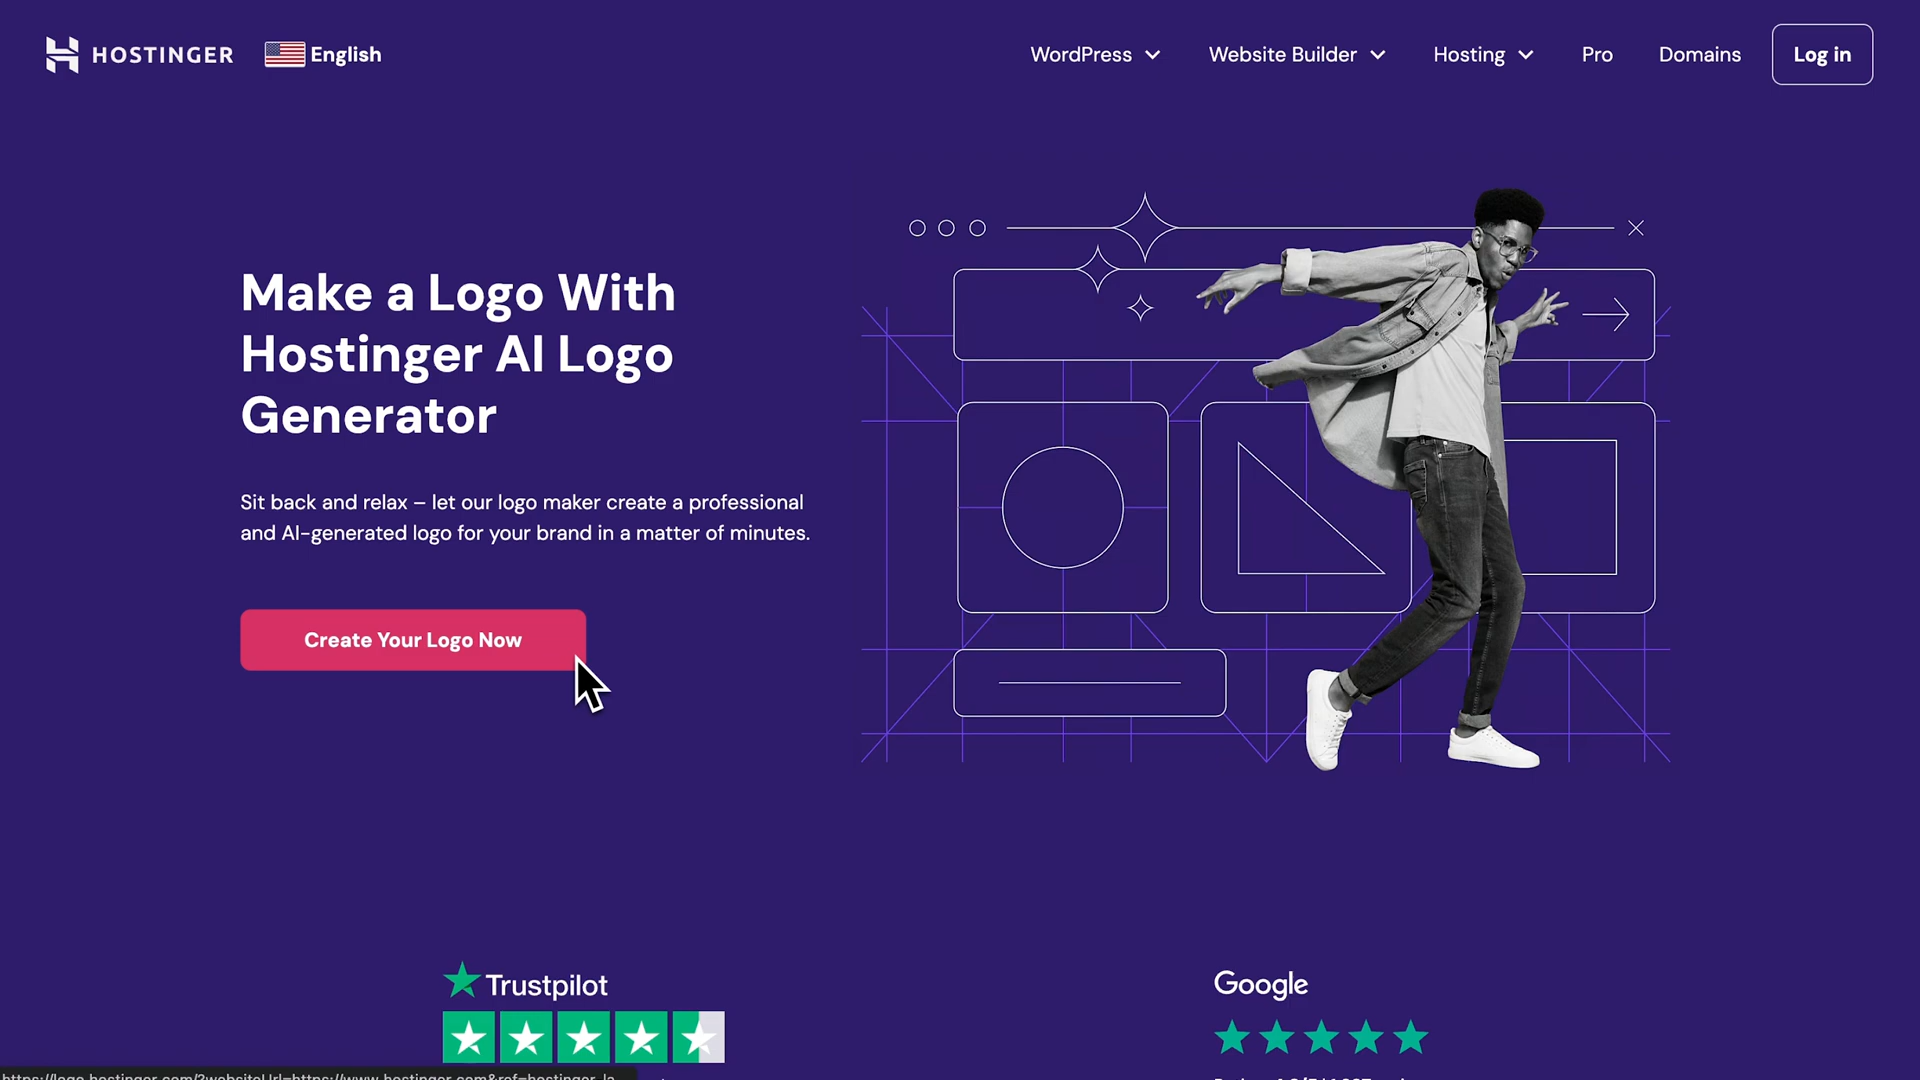 HOSTINGER
English
WordPress
Website Builder
Hosting
Pro
Domains
Log in
Make a Logo With
Hostinger AI Logo
Generator
Sit back and relax – let our logo maker create a professional
and AI-generated logo for your brand in a matter of minutes.
Create Your Logo Now
Trustpilot
Google